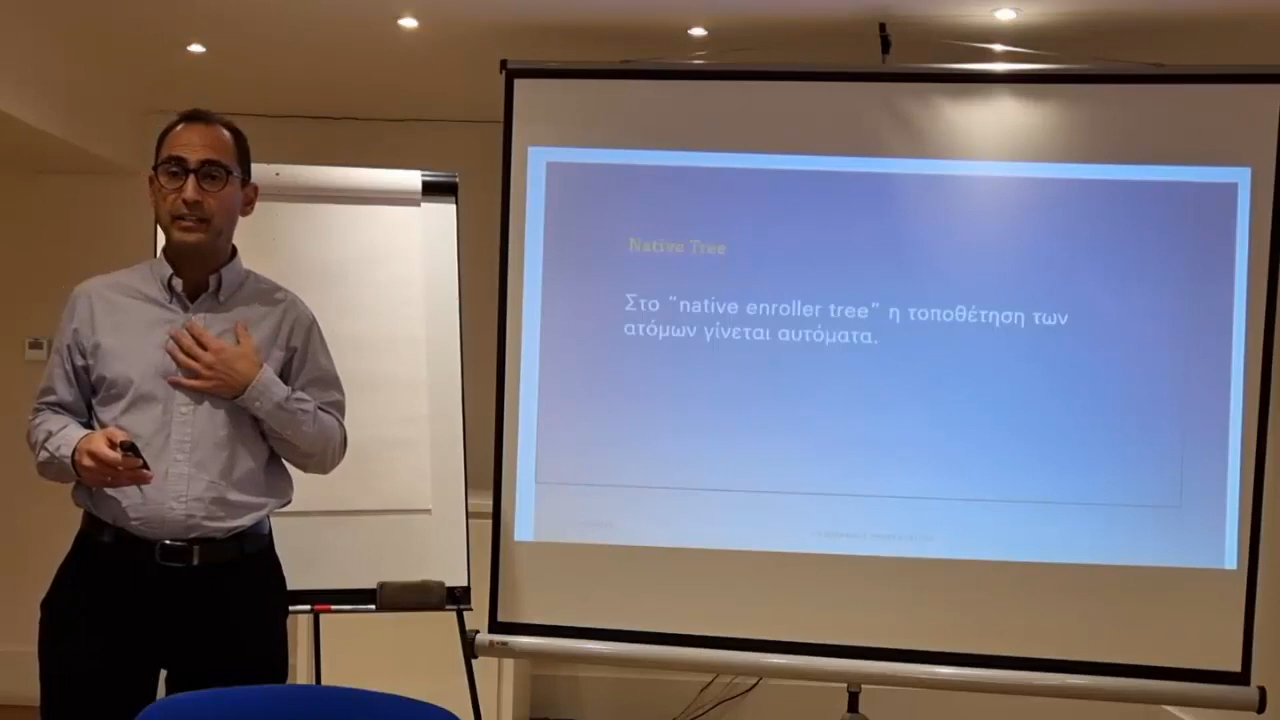 Native Tree
Στο "native enroller tree" η τοποθέτηση των
ατόμων γίνεται αυτόματα.